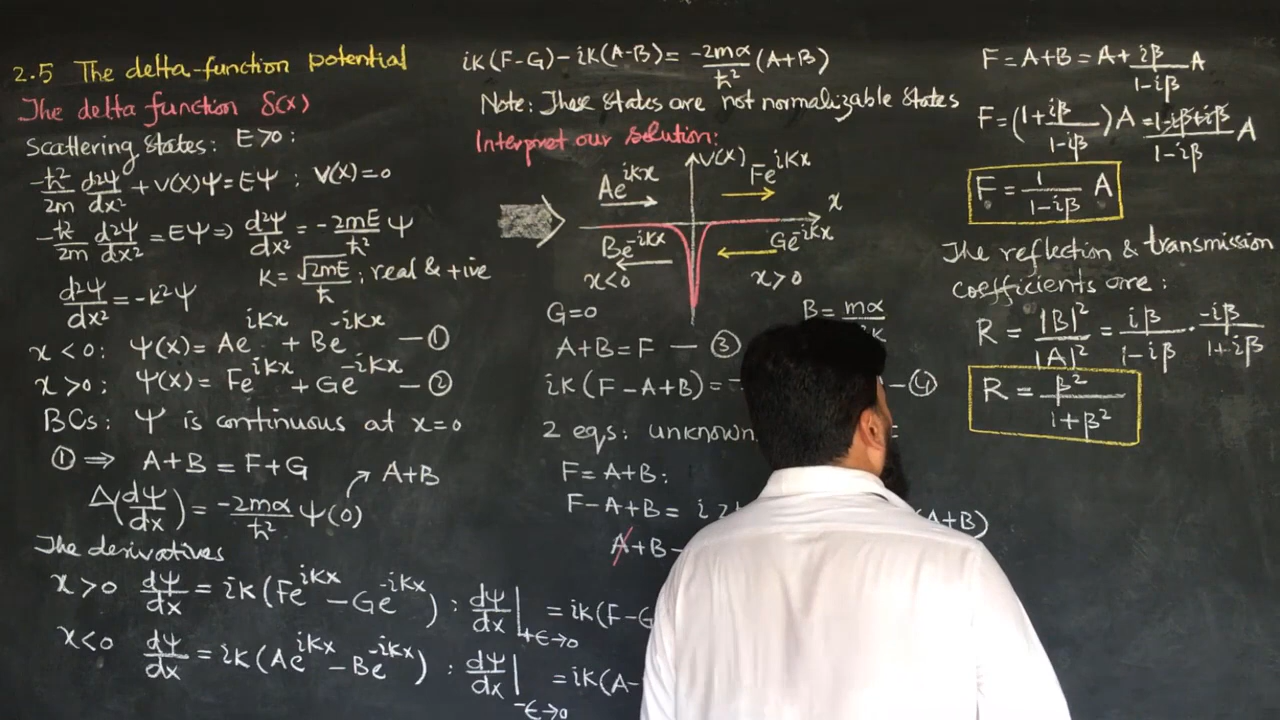 2.5 The delta-function potential
The delta function δ(x)
Scattering states: E>0:
-ħ²/2m d²Ψ/dx² + V(x)Ψ = EΨ ; V(x)=0
-ħ/2m d²Ψ/dx² = EΨ ⇒ d²Ψ/dx² = -2mE/ħ² Ψ
K = √2mE/ħ ; real & +ive
d²Ψ/dx² = -K²Ψ
x<0: Ψ(x) = Ae^{iKx} + Be^{-iKx} — ①
x>0: Ψ(x) = Fe^{iKx} + Ge^{-iKx} — ②
BCs: Ψ is continuous at x=0
① ⇒ A+B = F+G
Δ(dΨ/dx) = -2mα/ħ² Ψ(0) ↗ A+B
The derivatives
x>0 dΨ/dx = iK(Fe^{iKx} - Ge^{-iKx}) : dΨ/dx|_{+ϵ→0} = iK(F-G
x<0 dΨ/dx = iK(Ae^{iKx} - Be^{-iKx}) : dΨ/dx|_{-ϵ→0} = iK(A-
iK(F-G) - iK(A-B) = -2mα/ħ² (A+B)
Note: These states are not normalizable states
Interpret our solution:
V(x)
Ae^{iKx} Fe^{iKx}
x
Be^{-iKx} Ge^{-iKx}
x<0 x>0
G=0
β = mα
A+B = F — ③
iK(F-A+B) = - — ④
2 eqs: unknown
F = A+B:
F-A+B = i2 (A+B)
A+B-
F = A+B = A + iβ/1-iβ A
F = (1 + iβ/1-iβ)A = 1-iβ+iβ/1-iβ A
F = 1/1-iβ A
The reflection & transmission
coefficients are:
R = |B|²/|A|² = iβ/1-iβ · -iβ/1+iβ
R = β²/1+β²